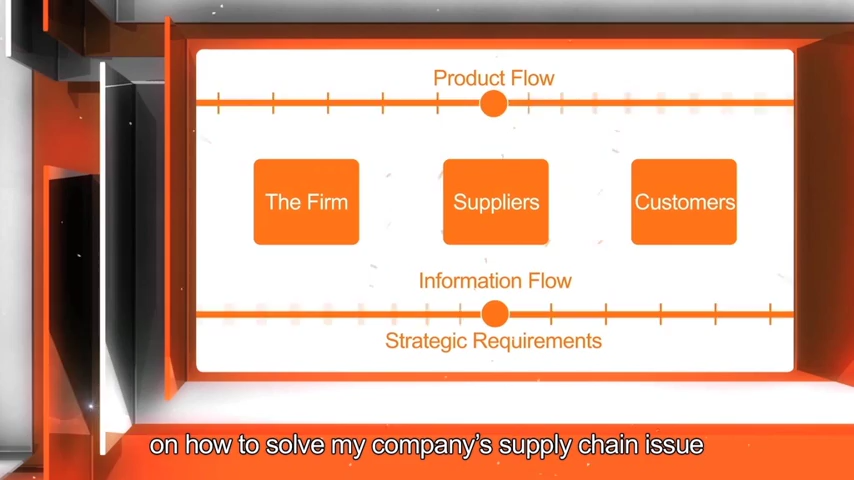 Product Flow
The Firm
Suppliers
Customers
Information Flow
Strategic Requirements
on how to solve my company's supply chain issue